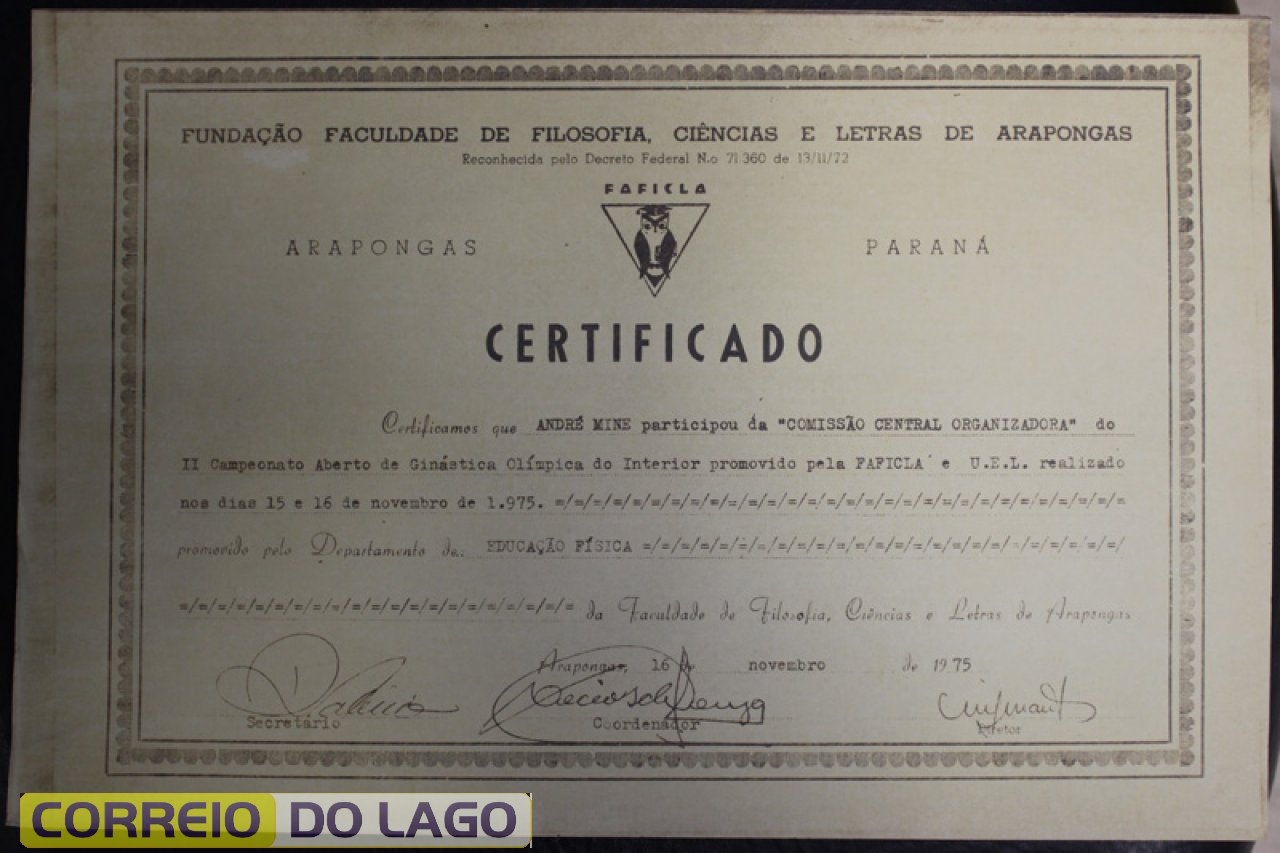 FUNDAÇÃO FACULDADE DE FILOSOFIA, CIÊNCIAS E LETRAS DE ARAPONGAS
Reconhecida pelo Decreto Federal N.o 71 360 de 13/11/72
FAFICLA
ARAPONGAS PARANÁ
CERTIFICADO
Certificamos que ANDRÉ MINE participou da "COMISSÃO CENTRAL ORGANIZADORA" do
II Campeonato Aberto de Ginástica Olímpica do Interior promovido pela FAFICLA e U.E.L. realizado
nos dias 15 e 16 de novembro de 1.975. =/=/=/=/=/=/=/=/=/=/=/=/=/=/=/=/=/=/=/=/=/=/=/=/=/=/=/=/=/=
promovido pelo Departamento de EDUCAÇÃO FÍSICA =/=/=/=/=/=/=/=/=/=/=/=/=/=/=/=/=/=/=/=/=/=/=/=/=/
=/=/=/=/=/=/=/=/=/=/=/=/=/=/=/=/=/=/=/=/= da Faculdade de Filosofia, Ciências e Letras de Arapongas
Arapongas, 16 de novembro de 1975
Secretário Coordenador Diretor
CORREIO DO LAGO